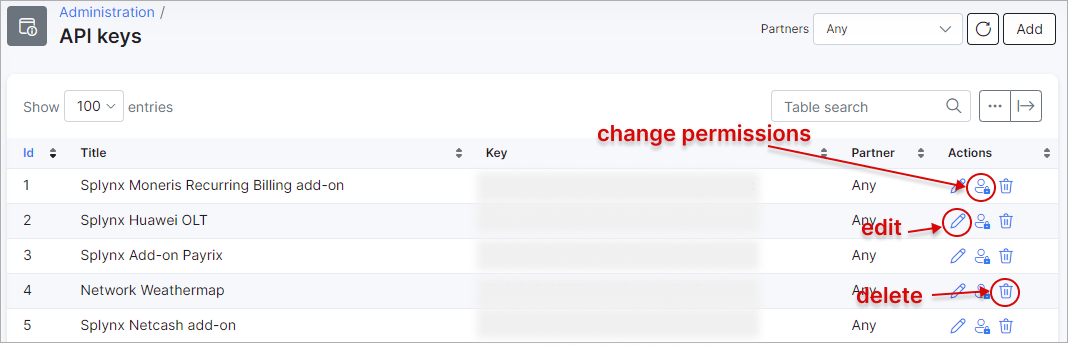 Administration /
API keys
Partners Any Add
Show 100 entries Table search ...
change permissions
Id Title Key Partner Actions
1 Splynx Moneris Recurring Billing add-on Any
2 Splynx Huawei OLT Any
edit
3 Splynx Add-on Payrix Any
4 Network Weathermap Any
delete
5 Splynx Netcash add-on Any